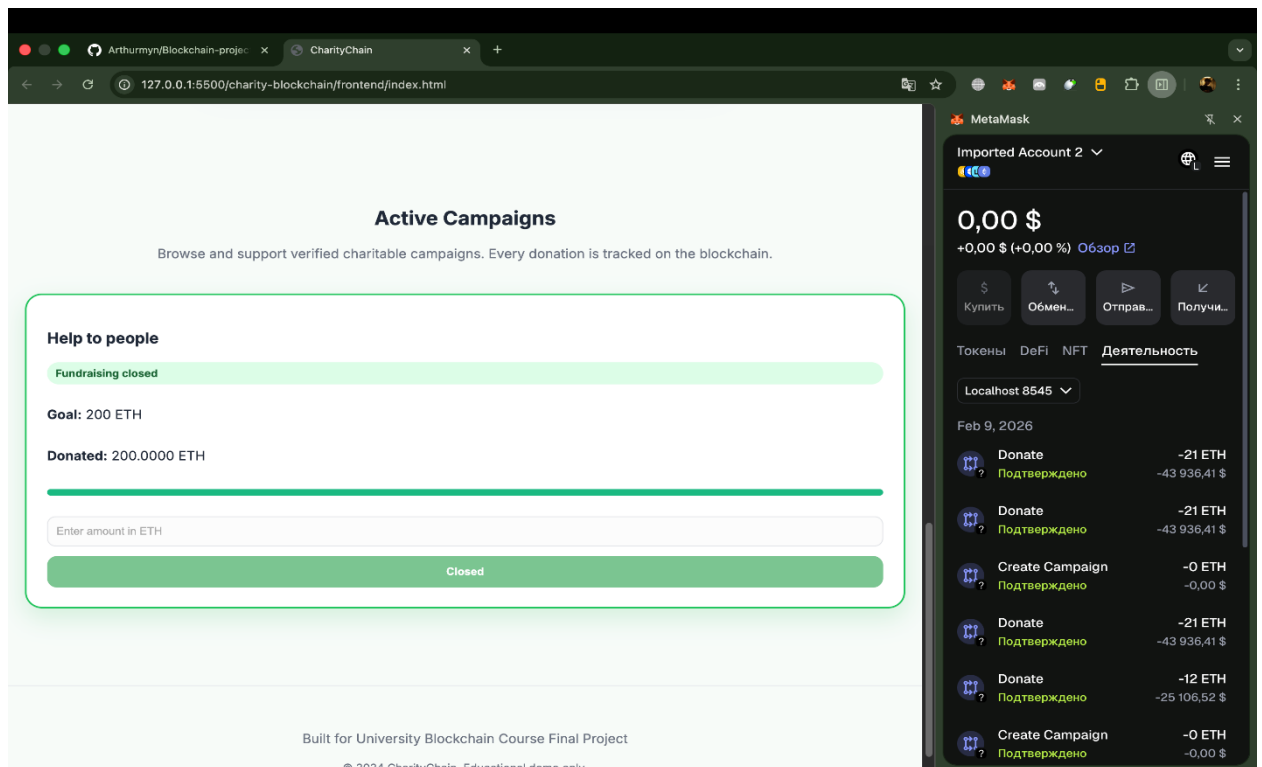 Arthurmyn/Blockchain-projec
CharityChain
127.0.0.1:5500/charity-blockchain/frontend/index.html
Active Campaigns
Browse and support verified charitable campaigns. Every donation is tracked on the blockchain.
Help to people
Fundraising closed
Goal: 200 ETH
Donated: 200.0000 ETH
Enter amount in ETH
Closed
Built for University Blockchain Course Final Project
© 2024 CharityChain. Educational demo only.
MetaMask
Imported Account 2
L
0,00 $
+0,00 $ (+0,00 %) Обзор
$
Купить
Обмен...
Отправ...
Получи...
Токены DeFi NFT Деятельность
Localhost 8545
Feb 9, 2026
Donate -21 ETH
? Подтверждено -43 936,41 $
Donate -21 ETH
? Подтверждено -43 936,41 $
Create Campaign -0 ETH
? Подтверждено -0,00 $
Donate -21 ETH
? Подтверждено -43 936,41 $
Donate -12 ETH
? Подтверждено -25 106,52 $
Create Campaign -0 ETH
? Подтверждено -0,00 $